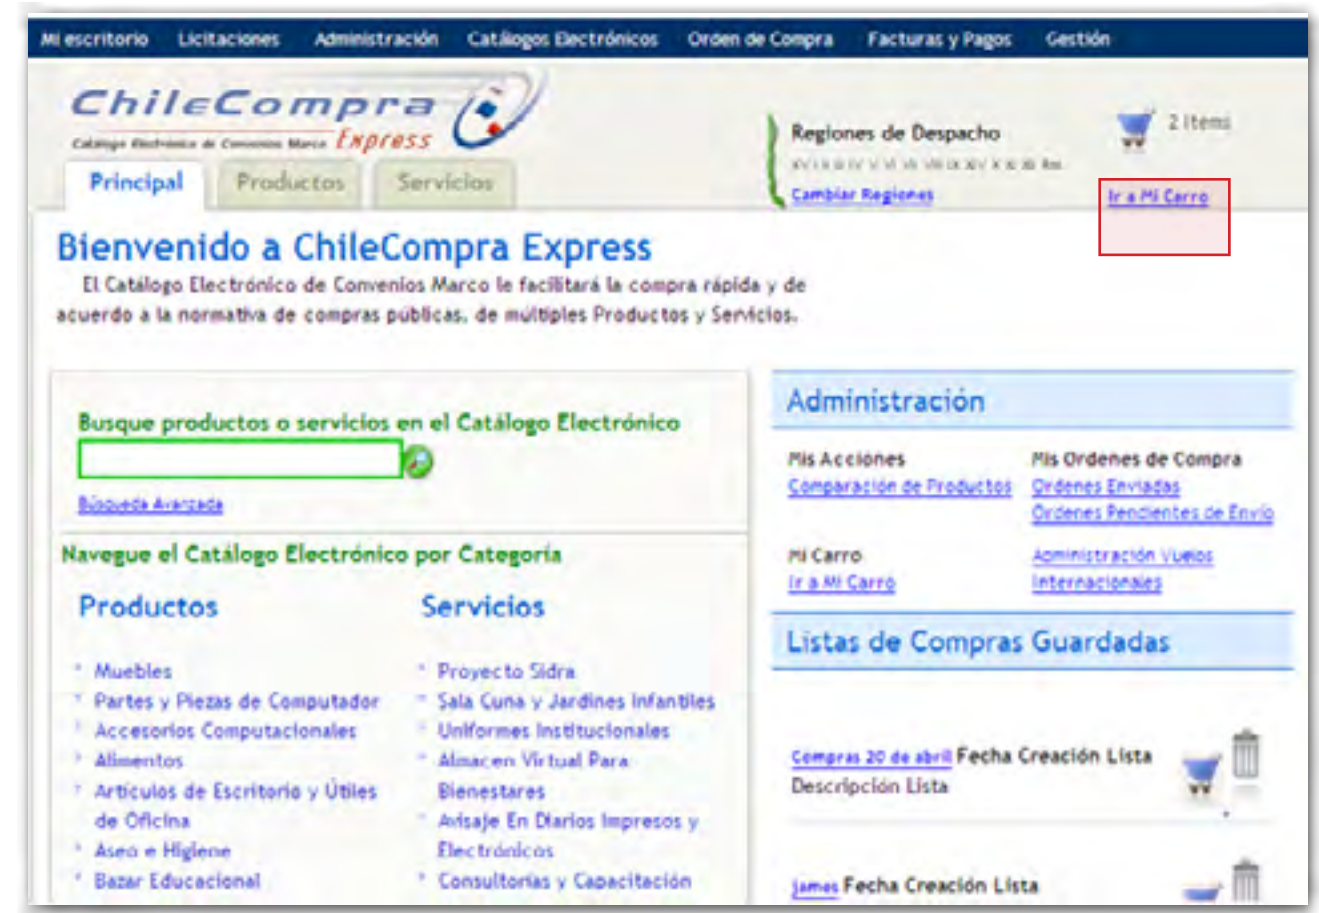 Mi escritorio Licitaciones Administración Catálogos Electrónicos Orden de Compra Facturas y Pagos Gestión
ChileCompra
Catálogo Electrónico de Convenios Marco Express
Regiones de Despacho
2 Items
Cambiar Regiones
Ir a Mi Carro
Principal Productos Servicios
Bienvenido a ChileCompra Express
El Catálogo Electrónico de Convenios Marco le facilitará la compra rápida y de
acuerdo a la normativa de compras públicas, de múltiples Productos y Servicios.
Busque productos o servicios en el Catálogo Electrónico
Búsqueda Avanzada
Navegue el Catálogo Electrónico por Categoría
Productos
Muebles
Partes y Piezas de Computador
Accesorios Computacionales
Alimentos
Artículos de Escritorio y Útiles
de Oficina
Aseo e Higiene
Bazar Educacional
Servicios
Proyecto Sidra
Sala Cuna y Jardines Infantiles
Uniformes Institucionales
Almacen Virtual Para
Bienestares
Avisaje En Diarios Impresos y
Electrónicos
Consultorías y Capacitación
Administración
Mis Acciones
Comparación de Productos
Mis Ordenes de Compra
Ordenes Enviadas
Ordenes Pendientes de Envío
Mi Carro
Ir a Mi Carro
Administración Vuelos
Internacionales
Listas de Compras Guardadas
Compras 20 de abril Fecha Creación Lista
Descripción Lista
james Fecha Creación Lista